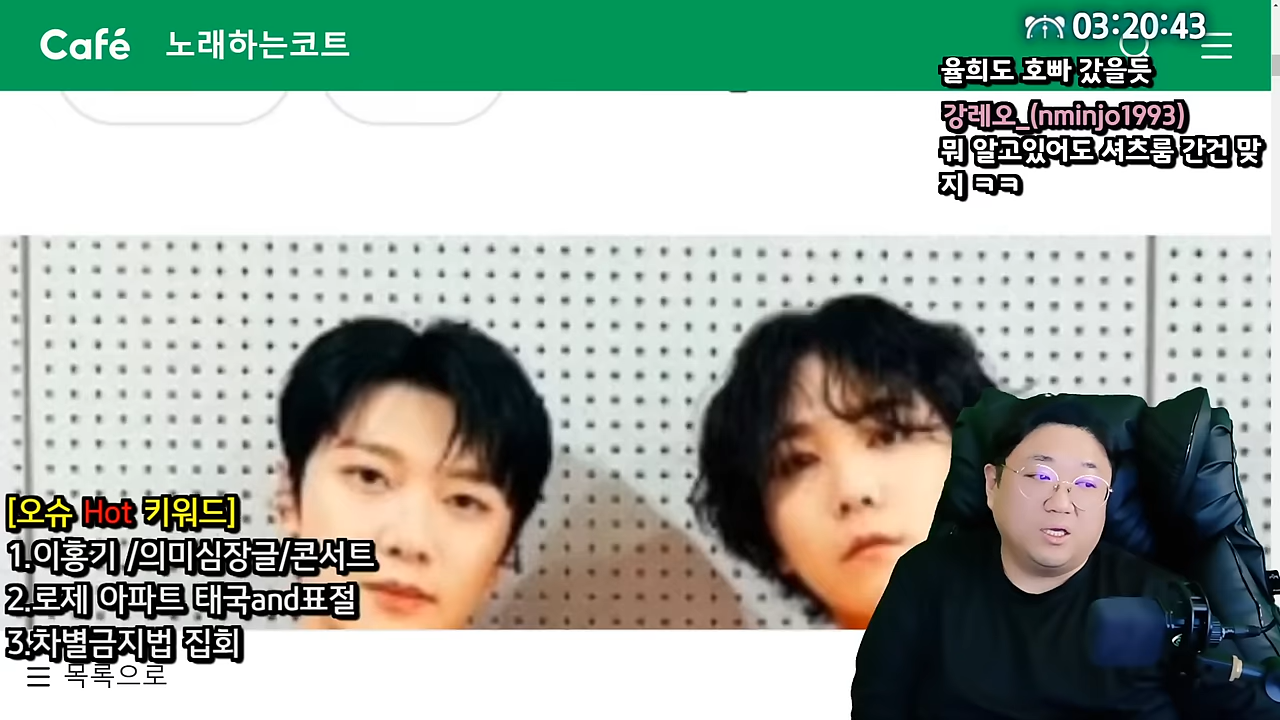 Café 노래하는코트
03:20:43
율희도 호빠 갔을듯
강레오_(nminjo1993)
뭐 알고있어도 셔츠룸 간건 맞
지 ㅋㅋ
[오슈 Hot 키워드]
1.이홍기 /의미심장글/콘서트
2.로제 아파트 태국and표절
3.차별금지법 집회
목록으로